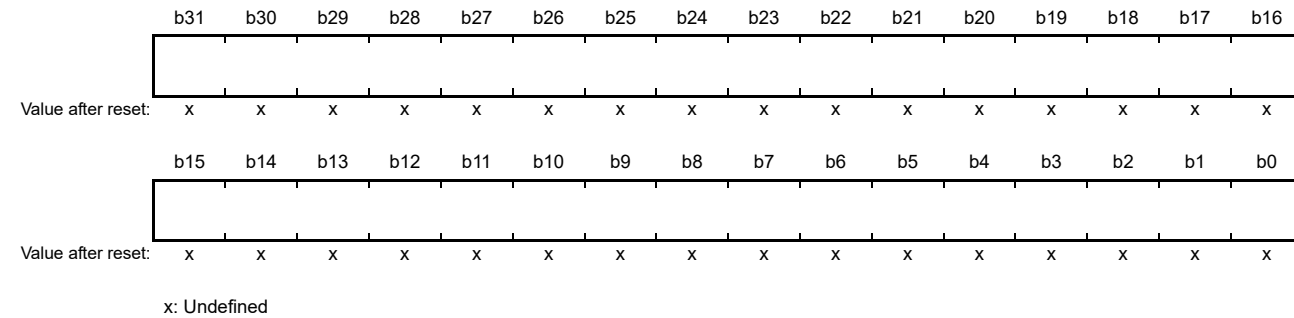 b31 b30 b29 b28 b27 b26 b25 b24 b23 b22 b21 b20 b19 b18 b17 b16
Value after reset: x x x x x x x x x x x x x x x x
b15 b14 b13 b12 b11 b10 b9 b8 b7 b6 b5 b4 b3 b2 b1 b0
Value after reset: x x x x x x x x x x x x x x x x
x: Undefined